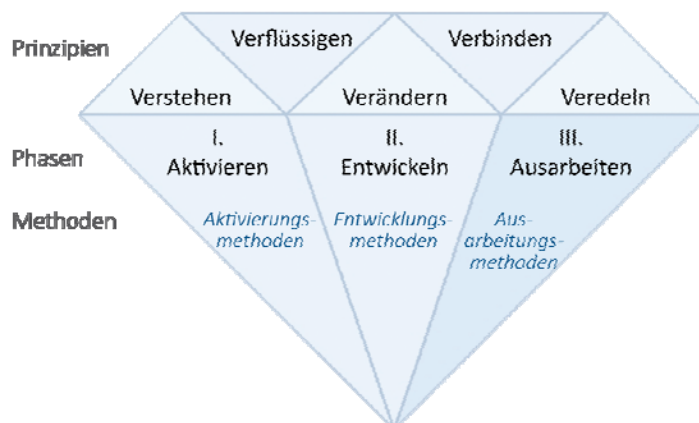 Prinzipien
Verflüssigen Verbinden
Verstehen Verändern Veredeln
Phasen
I. II. III.
Aktivieren Entwickeln Ausarbeiten
Methoden
Aktivierungs- Entwicklungs- Aus-
methoden methoden arbeitungs-
methoden